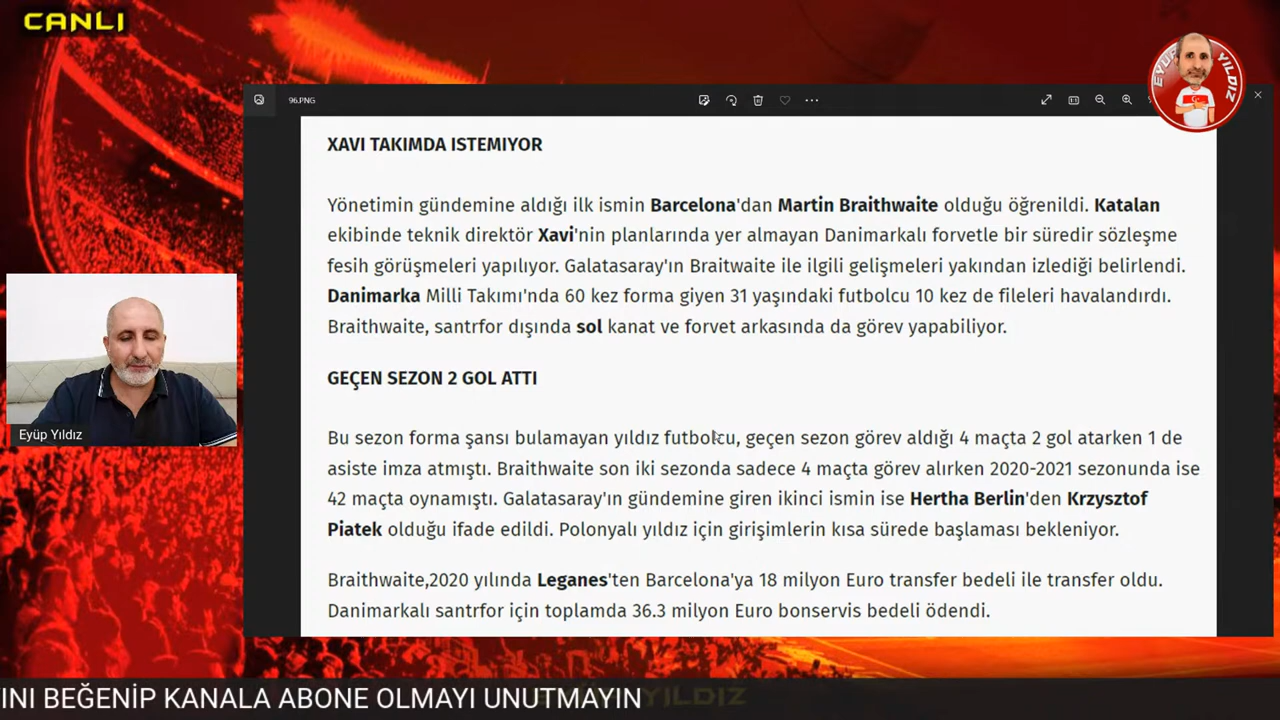 CANLI
EYÜP YILDIZ
96.PNG
XAVI TAKIMDA ISTEMIYOR
Yönetimin gündemine aldığı ilk ismin Barcelona'dan Martin Braithwaite olduğu öğrenildi. Katalan
ekibinde teknik direktör Xavi'nin planlarında yer almayan Danimarkalı forvetle bir süredir sözleşme
fesih görüşmeleri yapılıyor. Galatasaray'ın Braitwaite ile ilgili gelişmeleri yakından izlediği belirlendi.
Danimarka Milli Takımı'nda 60 kez forma giyen 31 yaşındaki futbolcu 10 kez de fileleri havalandırdı.
Braithwaite, santrfor dışında sol kanat ve forvet arkasında da görev yapabiliyor.
GEÇEN SEZON 2 GOL ATTI
Bu sezon forma şansı bulamayan yıldız futbolcu, geçen sezon görev aldığı 4 maçta 2 gol atarken 1 de
asiste imza atmıştı. Braithwaite son iki sezonda sadece 4 maçta görev alırken 2020-2021 sezonunda ise
42 maçta oynamıştı. Galatasaray'ın gündemine giren ikinci ismin ise Hertha Berlin'den Krzysztof
Piatek olduğu ifade edildi. Polonyalı yıldız için girişimlerin kısa sürede başlaması bekleniyor.
Braithwaite,2020 yılında Leganes'ten Barcelona'ya 18 milyon Euro transfer bedeli ile transfer oldu.
Danimarkalı santrfor için toplamda 36.3 milyon Euro bonservis bedeli ödendi.
Eyüp Yıldız
INI BEĞENİP KANALA ABONE OLMAYI UNUTMAYIN